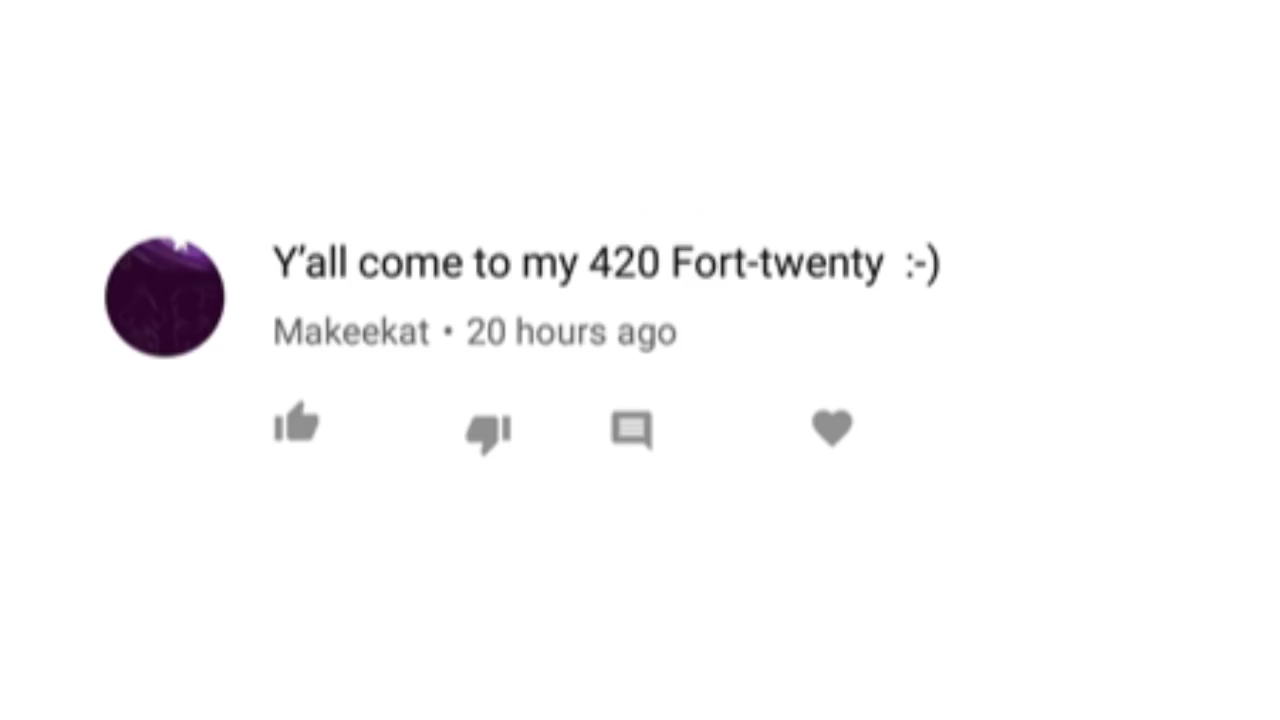 Y'all come to my 420 Fort-twenty :-)
Makeekat • 20 hours ago